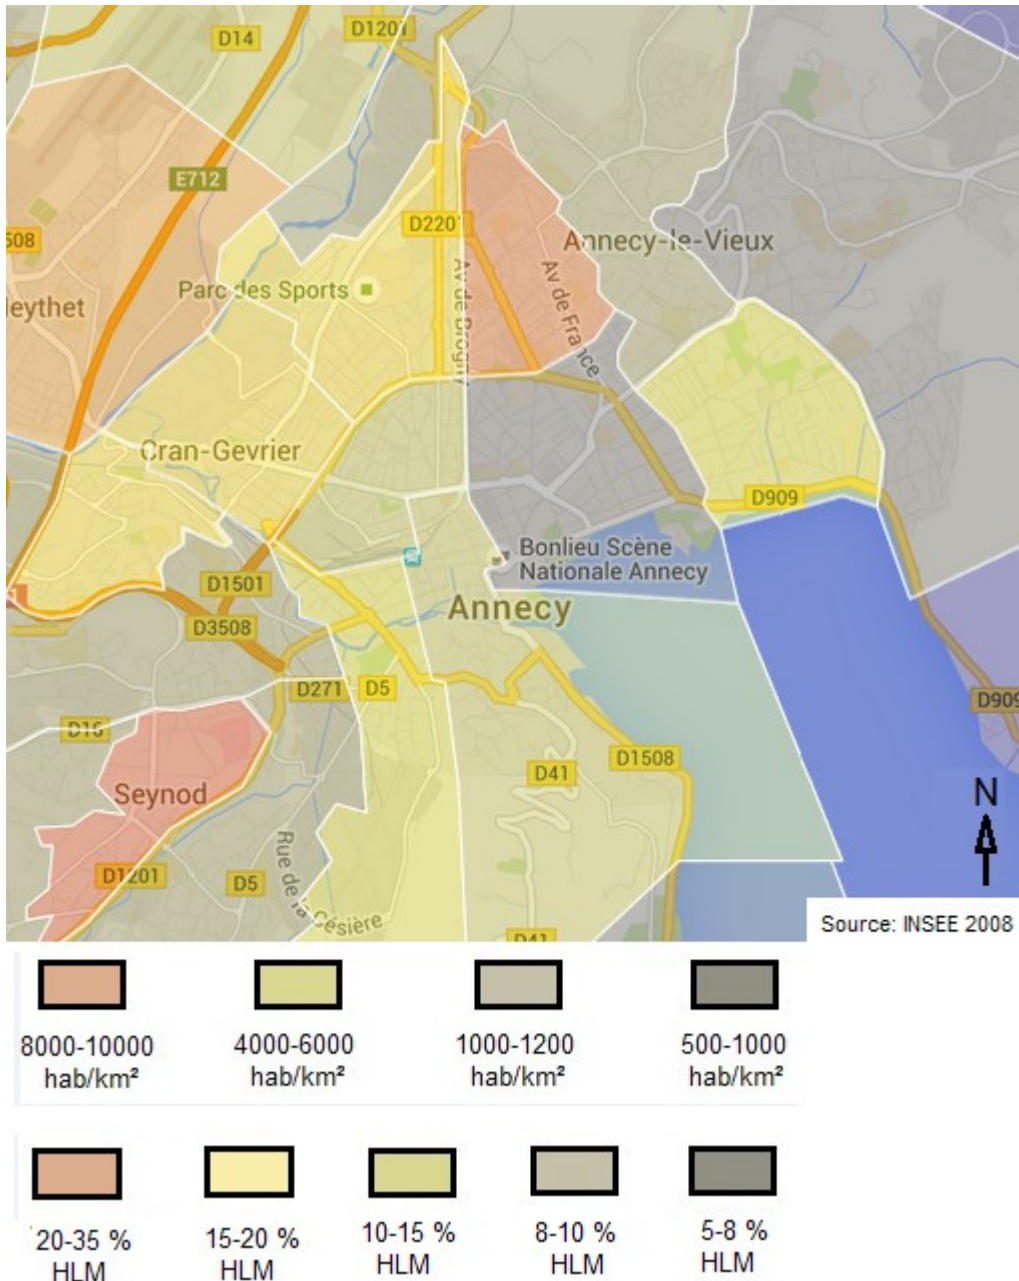 D14
D1201
E712
508
D2201
Annecy-le-Vieux
Parc des Sports
Av de Brogny
Av de France
Cran-Gevrier
D909
Bonlieu Scène
Nationale Annecy
D1501
Annecy
D3508
D271
D5
D909
D16
D1508
D41
Seynod
N
D1201
D5
Rue de la Césière
D41
Source: INSEE 2008
8000-10000
hab/km²
4000-6000
hab/km²
1000-1200
hab/km²
500-1000
hab/km²
20-35 %
HLM
15-20 %
HLM
10-15 %
HLM
8-10 %
HLM
5-8 %
HLM